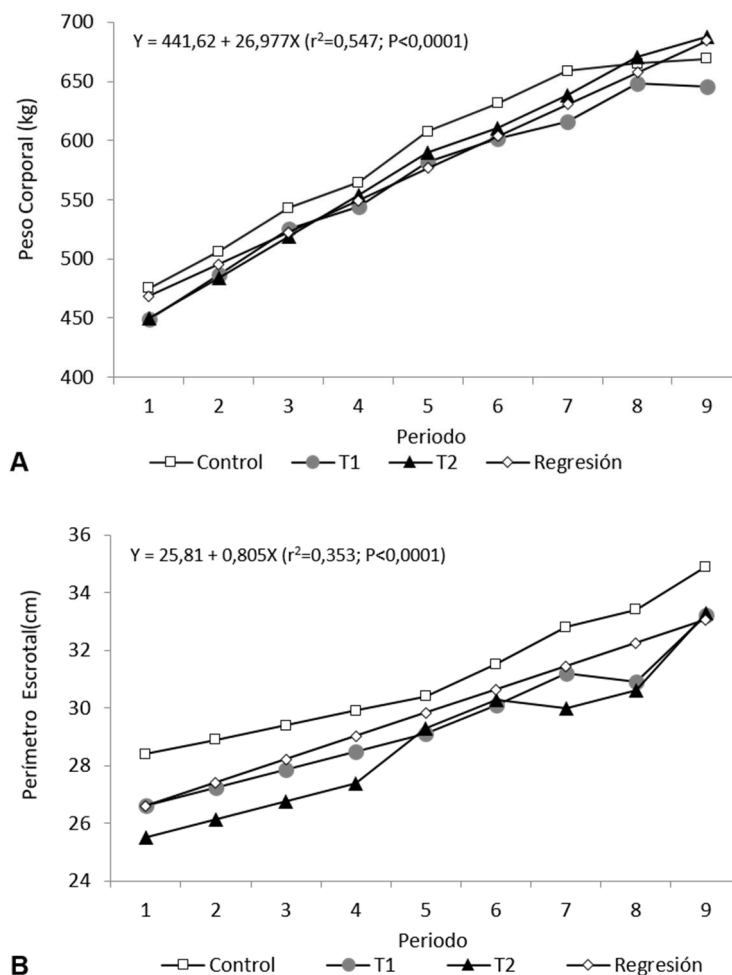 Y = 441,62 + 26,977X (r²=0,547; P<0,0001)
Peso Corporal (kg)
700
650
600
550
500
450
400
1 2 3 4 5 6 7 8 9
Periodo
A
Control T1 T2 Regresión
Y = 25,81 + 0,805X (r²=0,353; P<0,0001)
Perímetro Escrotal(cm)
36
34
32
30
28
26
24
1 2 3 4 5 6 7 8 9
Periodo
B
Control T1 T2 Regresión